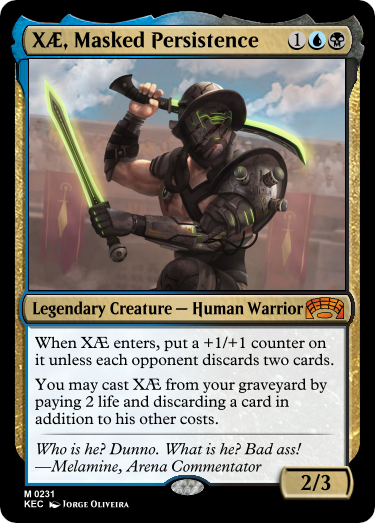 XÆ, Masked Persistence 1
Legendary Creature — Human Warrior
When XÆ enters, put a +1/+1 counter on
it unless each opponent discards two cards.
You may cast XÆ from your graveyard by
paying 2 life and discarding a card in
addition to his other costs.
Who is he? Dunno. What is he? Bad ass!
—Melamine, Arena Commentator
2/3
M 0231
KEC Jorge Oliveira